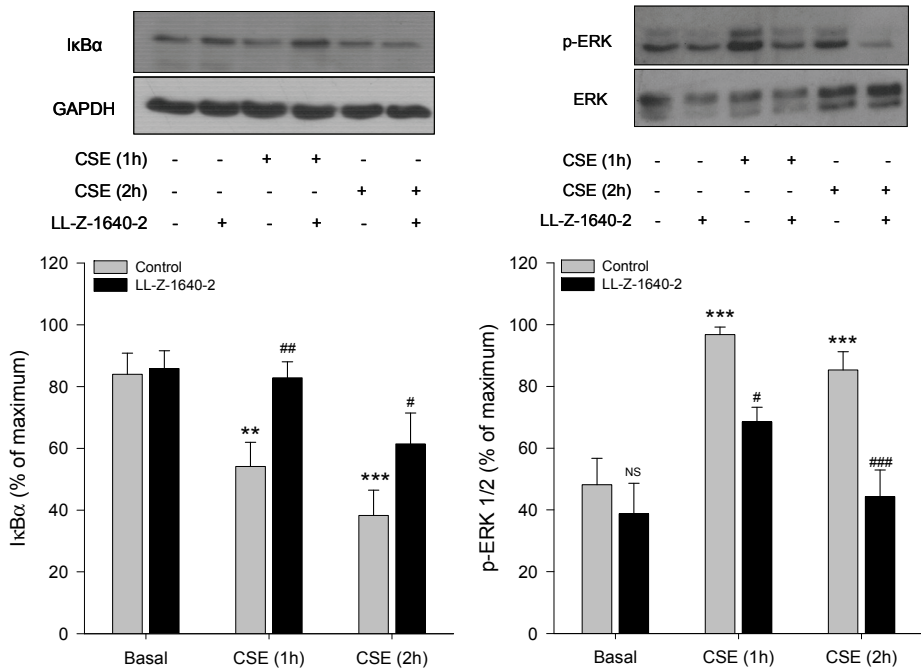 IκBα
GAPDH
CSE (1h) - - + + - -
CSE (2h) - - - - + +
LL-Z-1640-2 - + - + - +
120
100
80
60
40
20
0
IκBα (% of maximum)
Control
LL-Z-1640-2
**
##
***
#
Basal CSE (1h) CSE (2h)
p-ERK
ERK
CSE (1h) - - + + - -
CSE (2h) - - - - + +
LL-Z-1640-2 - + - + - +
120
100
80
60
40
20
0
p-ERK 1/2 (% of maximum)
Control
LL-Z-1640-2
NS
***
#
***
###
Basal CSE (1h) CSE (2h)